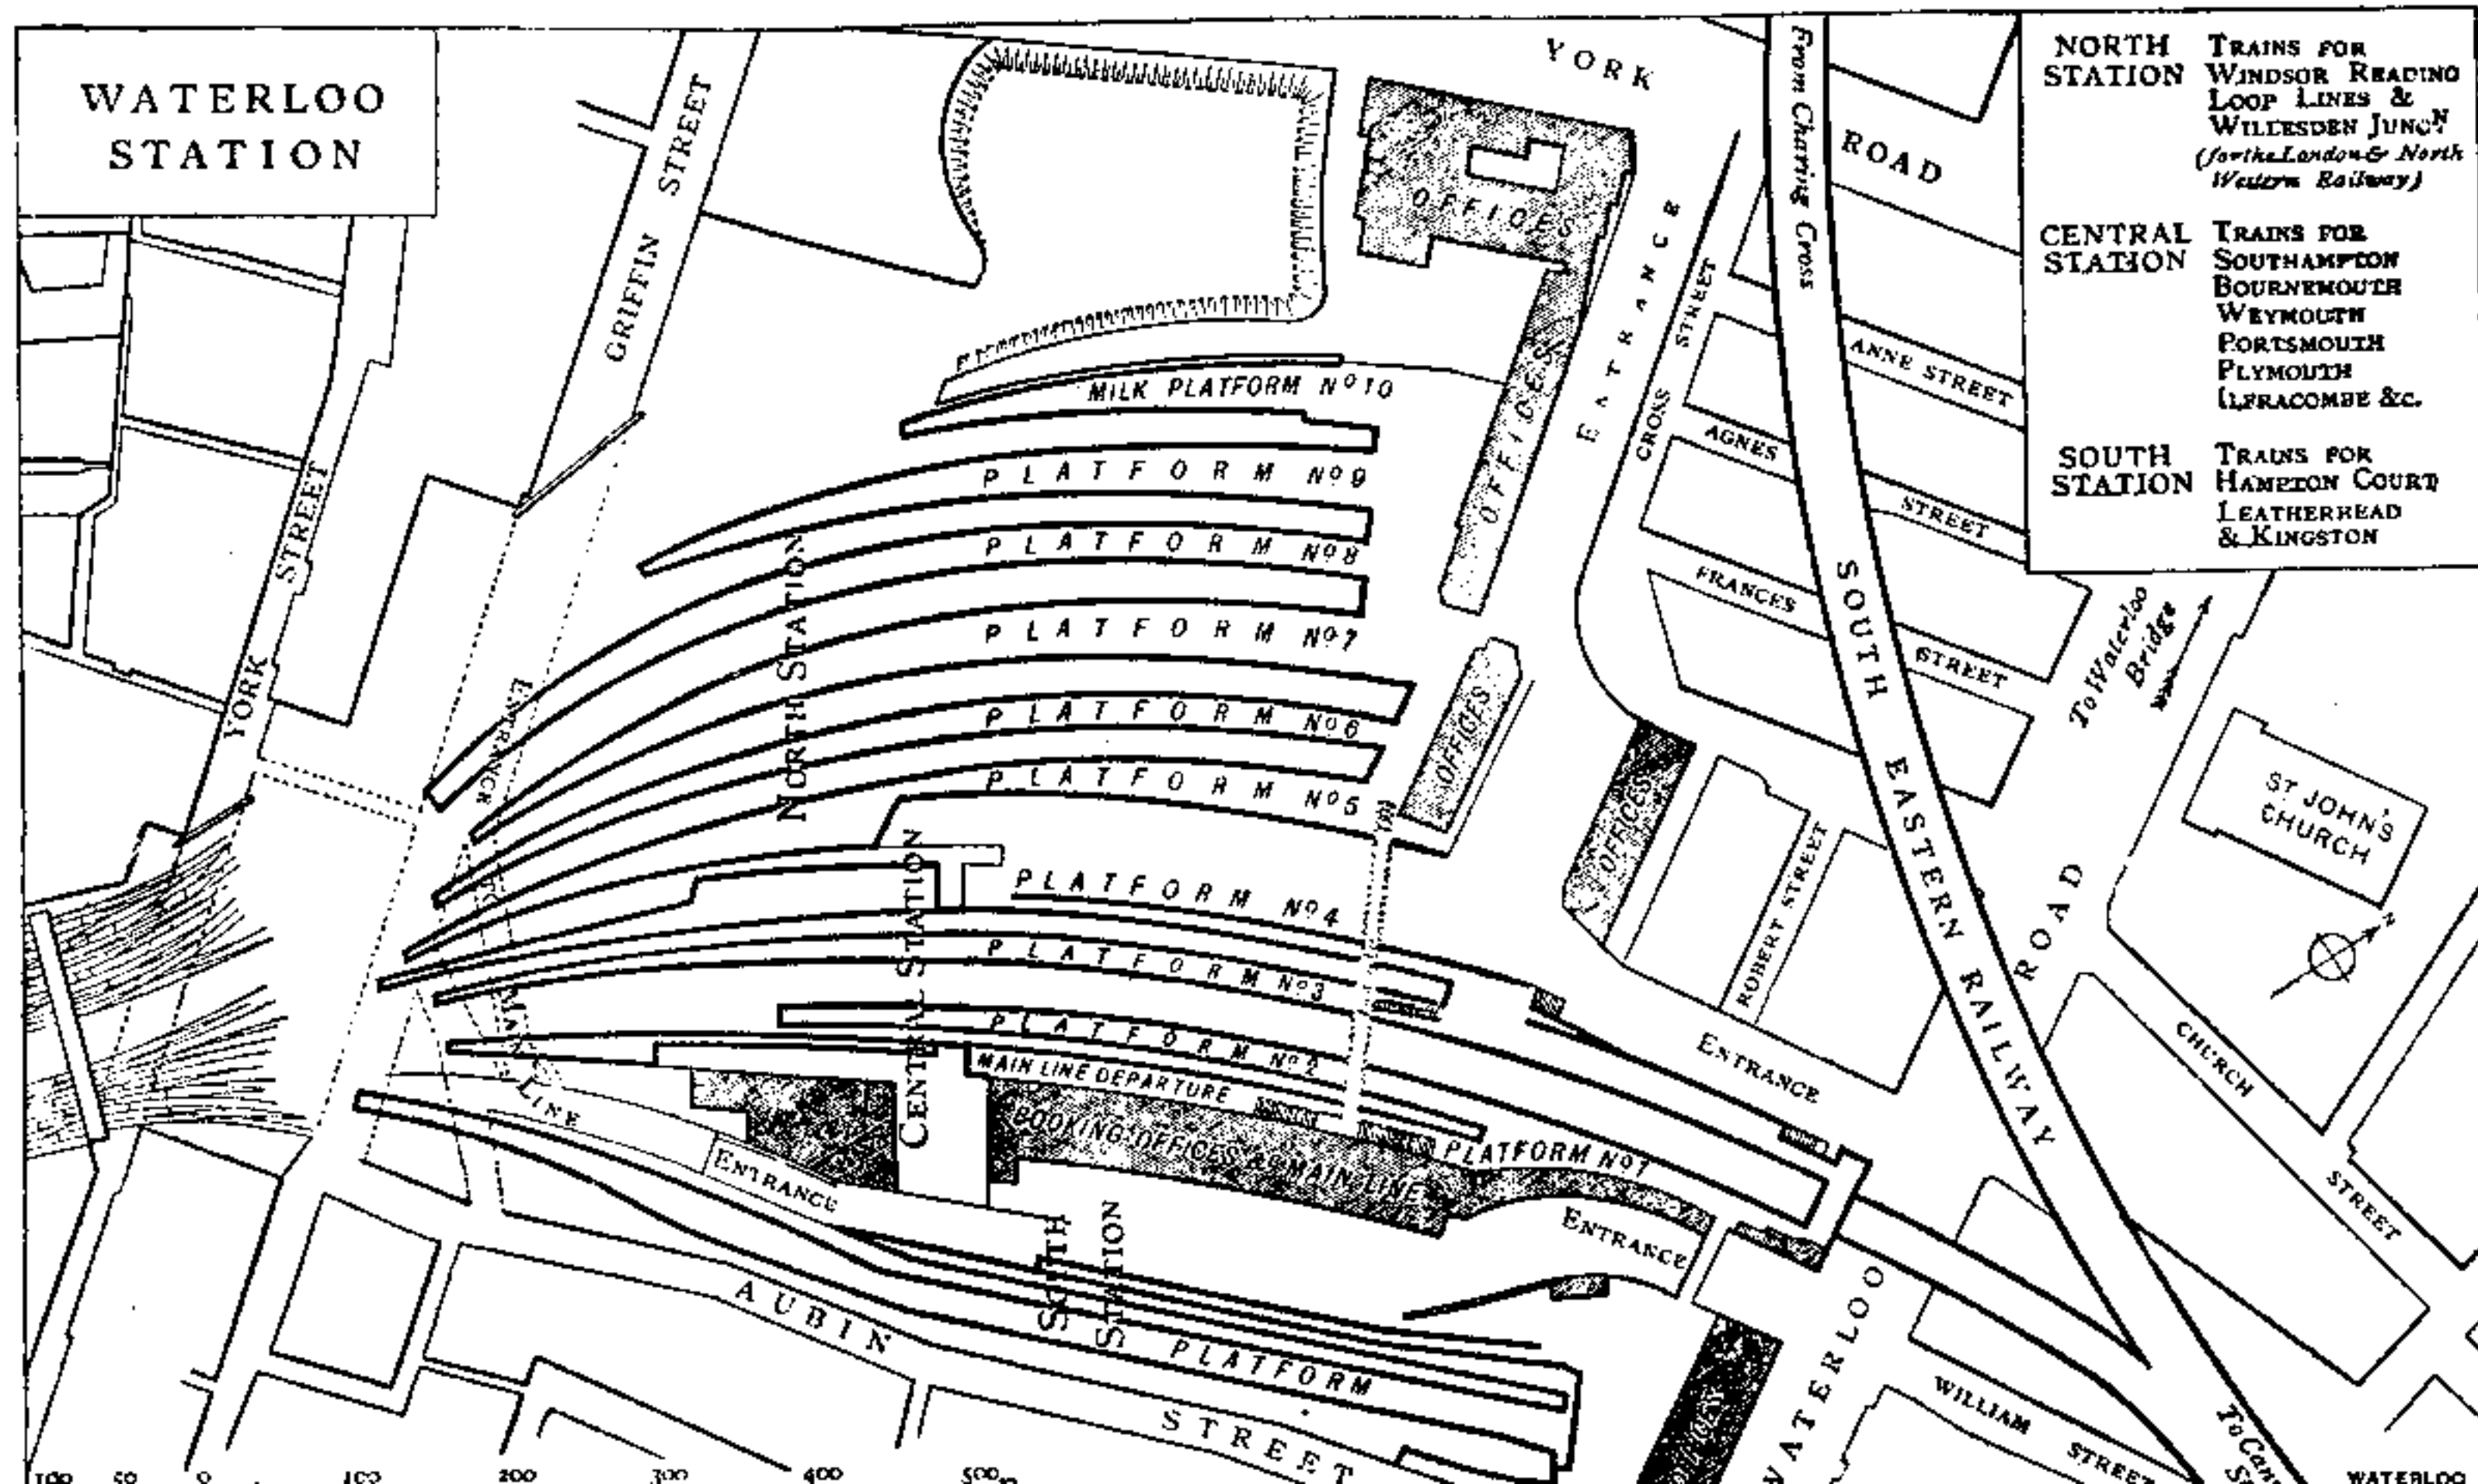 WATERLOO
STATION
NORTH STATION
TRAINS FOR
WINDSOR READING
LOOP LINES &
WILLESDEN JUNCN
(for the London & North
Western Railway)
CENTRAL STATION
TRAINS FOR
SOUTHAMPTON
BOURNEMOUTH
WEYMOUTH
PORTSMOUTH
PLYMOUTH
ILFRACOMBE &C.
SOUTH STATION
TRAINS FOR
HAMPTON COURT
LEATHERHEAD
& KINGSTON
YORK
ROAD
From Charing Cross
GRIFFIN STREET
OFFICES
ENTRANCE
CROSS STREET
ANNE STREET
AGNES STREET
FRANCES STREET
OFFICES
MILK PLATFORM No 10
PLATFORM No 9
PLATFORM No 8
PLATFORM No 7
PLATFORM No 6
PLATFORM No 5
PLATFORM No 4
PLATFORM No 3
PLATFORM No 2
MAIN LINE DEPARTURE
BOOKING OFFICES &c MAIN LINE
PLATFORM No 1
NORTH STATION
CENTRAL STATION
SOUTH
STATION
YORK STREET
ENTRANCE
MAIN LINE
ENTRANCE
OFFICES
OFFICES
ROBERT STREET
ENTRANCE
ENTRANCE
SOUTH EASTERN RAILWAY
To Waterloo
Bridge
ST JOHN'S
CHURCH
N
ROAD
CHURCH STREET
WATERLOO
WILLIAM STREET
AUBIN STREET
PLATFORM
100 50 0 100 200 300 400 500
WATERLOO